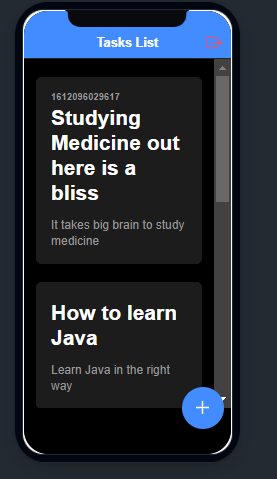 Tasks List
1612096029617
Studying
Medicine out
here is a
bliss
It takes big brain to study
medicine
How to learn
Java
Learn Java in the right
way